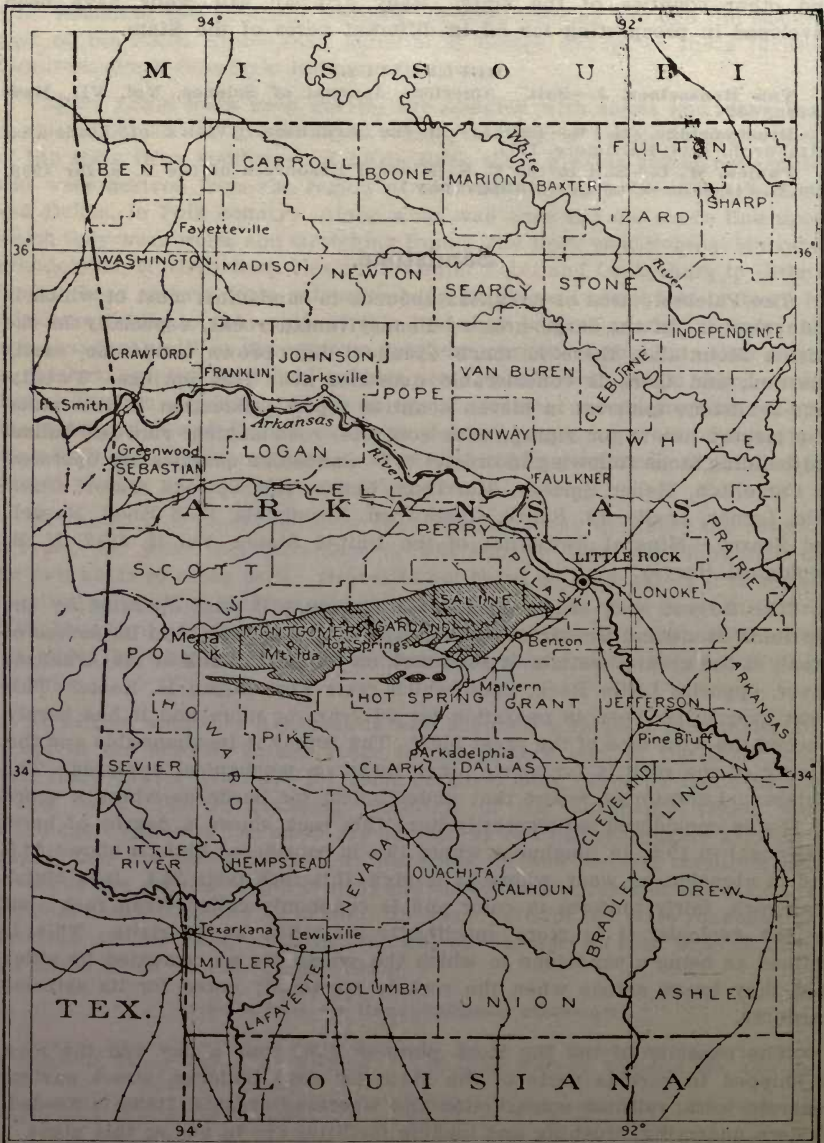 94°
92°
MISSOURI
White
FULTON
BENTON
CARROLL
BOONE
MARION
BAXTER
SHARP
IZARD
Fayetteville
36°
36°
WASHINGTON
MADISON
NEWTON
STONE
River
SEARCY
INDEPENDENCE
CRAWFORD
FRANKLIN
JOHNSON
Clarksville
POPE
VAN BUREN
CLEBURNE
Ft. Smith
Arkansas
Greenwood
LOGAN
CONWAY
WHITE
SEBASTIAN
River
FAULKNER
YELL
ARKANSAS
PERRY
PRAIRIE
SCOTT
PULASKI
LITTLE ROCK
LONOKE
SALINE
Mena
MONTGOMERY
GARLAND
Hot Springs
Benton
POLK
Mt. Ida
ARKANSAS
Malvern
HOT SPRING
GRANT
JEFFERSON
HOWARD
PIKE
Pine Bluff
Arkadelphia
SEVIER
CLARK
DALLAS
LINCOLN
34°
34°
CLEVELAND
LITTLE
RIVER
HEMPSTEAD
NEVADA
OUACHITA
CALHOUN
BRADLEY
DREW
Texarkana
Lewisville
MILLER
LAFAYETTE
COLUMBIA
UNION
ASHLEY
TEX.
LOUISIANA
94°
92°